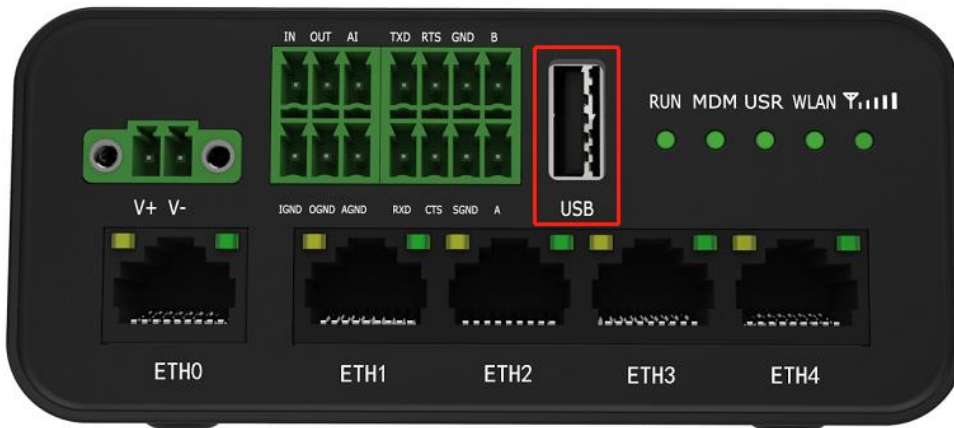 IN OUT AI TXD RTS GND B
RUN MDM USR WLAN
V+ V-
IGND OGND AGND RXD CTS SGND A
USB
ETH0
ETH1 ETH2 ETH3 ETH4